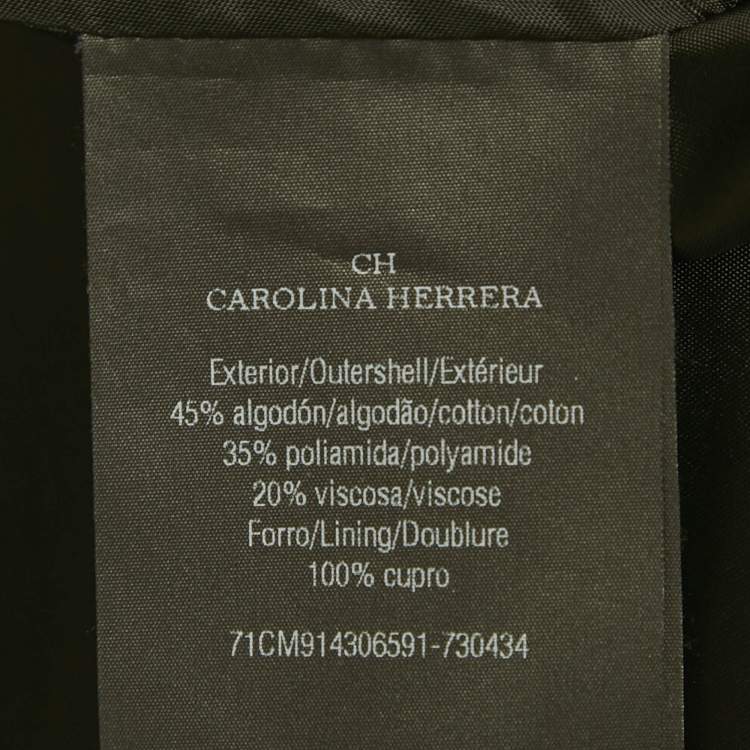 CH
CAROLINA HERRERA
Exterior/Outershell/Extérieur
45% algodón/algodão/cotton/coton
35% poliamida/polyamide
20% viscosa/viscose
Forro/Lining/Doublure
100% cupro
71CM914306591-730434